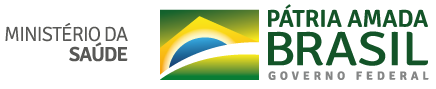 MINISTÉRIO DA
SAÚDE
PÁTRIA AMADA
BRASIL
GOVERNO FEDERAL